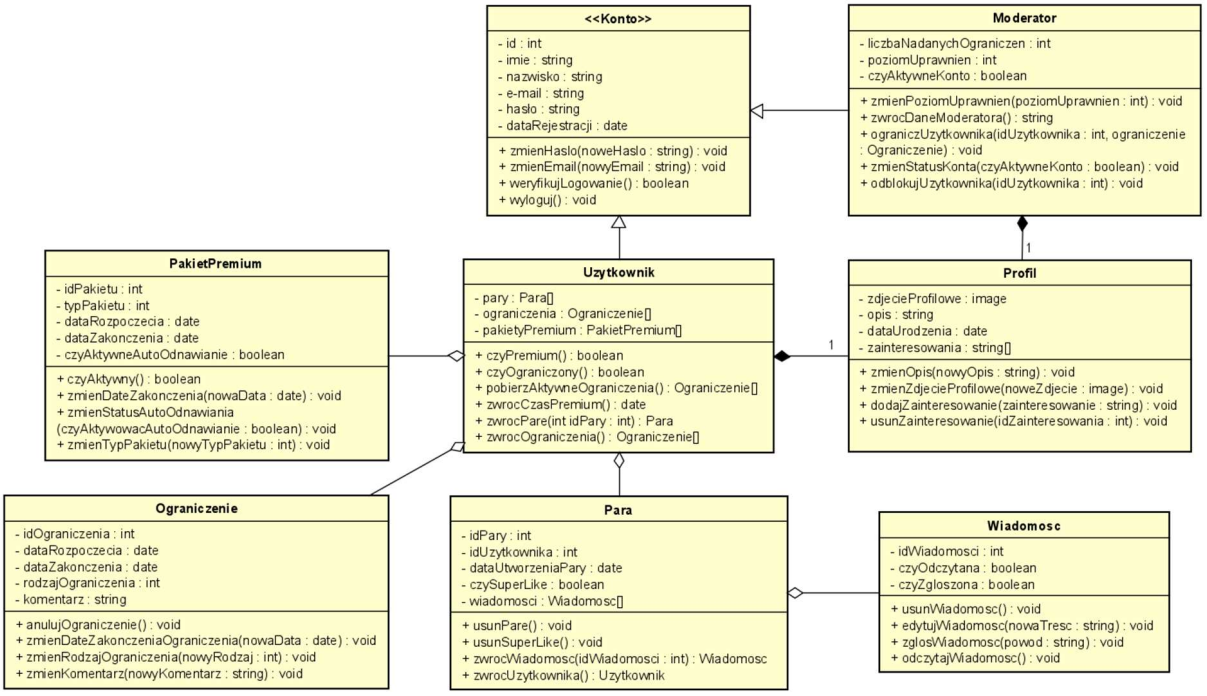 <<Konto>>
- id : int
- imie : string
- nazwisko : string
- e-mail : string
- hasło : string
- dataRejestracji : date
+ zmienHaslo(noweHaslo : string) : void
+ zmienEmail(nowyEmail : string) : void
+ weryfikujLogowanie() : boolean
+ wyloguj() : void
Moderator
- liczbaNadanychOgraniczen : int
- poziomUprawnien : int
- czyAktywneKonto : boolean
+ zmienPoziomUprawnien(poziomUprawnien : int) : void
+ zwrocDaneModeratora() : string
+ ograniczUzytkownika(idUzytkownika : int, ograniczenie
: Ograniczenie) : void
+ zmienStatusKonta(czyAktywneKonto : boolean) : void
+ odblokujUzytkownika(idUzytkownika : int) : void
1
PakietPremium
- idPakietu : int
- typPakietu : int
- dataRozpoczecia : date
- dataZakonczenia : date
- czyAktywneAutoOdnawianie : boolean
+ czyAktywny() : boolean
+ zmienDateZakonczenia(nowaData : date) : void
+ zmienStatusAutoOdnawiania
(czyAktywowacAutoOdnawianie : boolean) : void
+ zmienTypPakietu(nowyTypPakietu : int) : void
Uzytkownik
- pary : Para[]
- ograniczenia : Ograniczenie[]
- pakietyPremium : PakietPremium[]
+ czyPremium() : boolean
+ czyOgraniczony() : boolean
+ pobierzAktywneOgraniczenia() : Ograniczenie[]
+ zwrocCzasPremium() : date
+ zwrocPare(int idPary : int) : Para
+ zwrocOgraniczenia() : Ograniczenie[]
1
Profil
- zdjecieProfilowe : image
- opis : string
- dataUrodzenia : date
- zainteresowania : string[]
+ zmienOpis(nowyOpis : string) : void
+ zmienZdjecieProfilowe(noweZdjecie : image) : void
+ dodajZainteresowanie(zainteresowanie : string) : void
+ usunZainteresowanie(idZainteresowania : int) : void
Ograniczenie
- idOgraniczenia : int
- dataRozpoczecia : date
- dataZakonczenia : date
- rodzajOgraniczenia : int
- komentarz : string
+ anulujOgraniczenie() : void
+ zmienDateZakonczeniaOgraniczenia(nowaData : date) : void
+ zmienRodzajOgraniczenia(nowyRodzaj : int) : void
+ zmienKomentarz(nowyKomentarz : string) : void
Para
- idPary : int
- idUzytkownika : int
- dataUtworzeniaPary : date
- czySuperLike : boolean
- wiadomosci : Wiadomosc[]
+ usunPare() : void
+ usunSuperLike() : void
+ zwrocWiadomosc(idWiadomosci : int) : Wiadomosc
+ zwrocUzytkownika() : Uzytkownik
Wiadomosc
- idWiadomosci : int
- czyOdczytana : boolean
- czyZgloszona : boolean
+ usunWiadomosc() : void
+ edytujWiadomosc(nowaTresc : string) : void
+ zglosWiadomosc(powod : string) : void
+ odczytajWiadomosc() : void